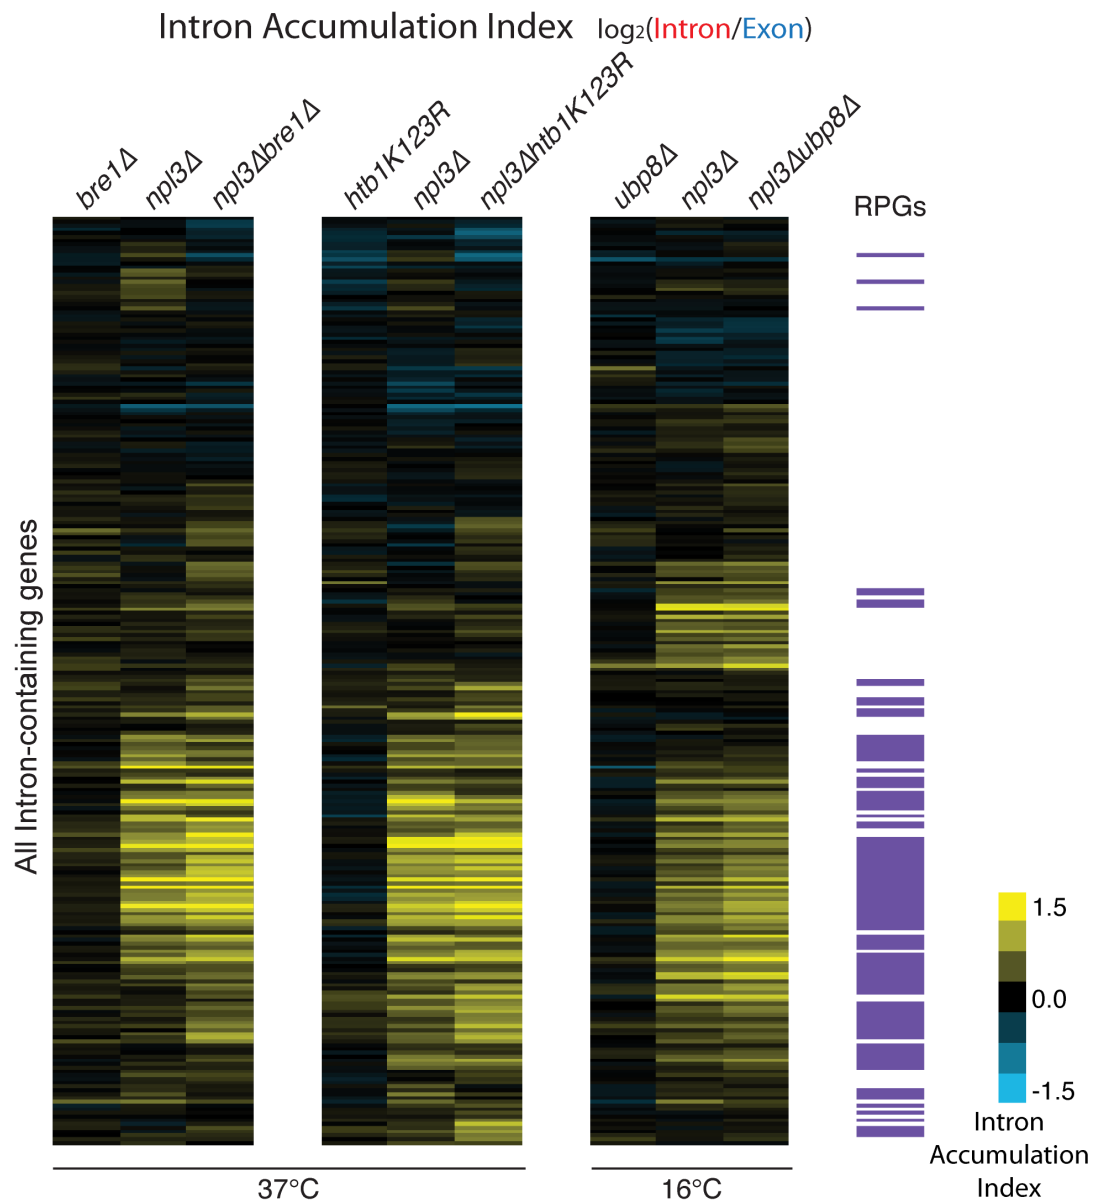 Intron Accumulation Index log2(Intron/Exon)
bre1Δ
npl3Δ
npl3Δbre1Δ
htb1K123R
npl3Δ
npl3Δhtb1K123R
ubp8Δ
npl3Δ
npl3Δubp8Δ
RPGs
All Intron-containing genes
1.5
0.0
-1.5
Intron
Accumulation
Index
37°C
16°C